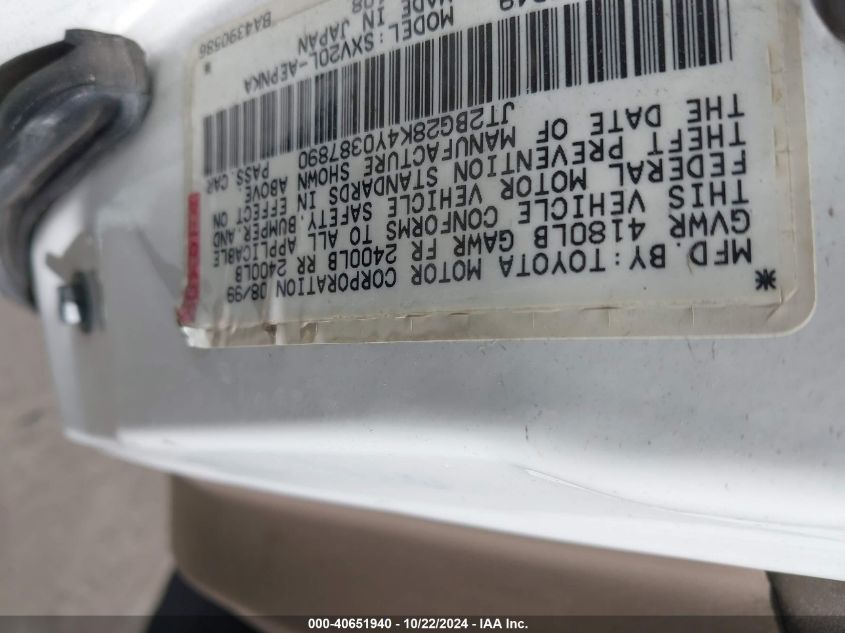 MFD. BY: TOYOTA MOTOR CORPORATION 08/99
GVWR 4180LB GAWR FR 2400LB RR 2400LB
THIS VEHICLE CONFORMS TO ALL APPLICABLE
FEDERAL MOTOR VEHICLE SAFETY, BUMPER, AND
THEFT PREVENTION STANDARDS IN EFFECT ON
THE DATE OF MANUFACTURE SHOWN ABOVE.
JT2BG28K4Y0387890 PASS. CAR
MODEL: SXV20L-AEPNKA
MADE IN JAPAN
BA4390536
000-40651940 - 10/22/2024 - IAA Inc.